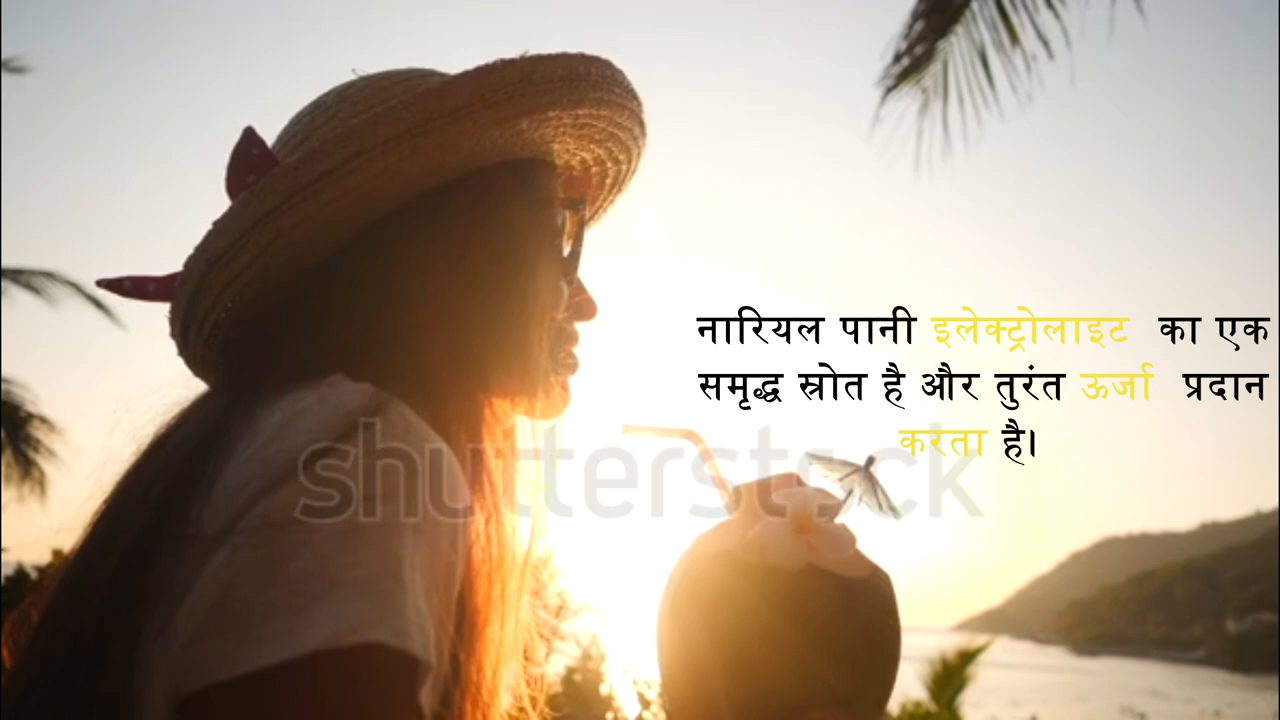 नारियल पानी इलेक्ट्रोलाइट का एक
समृद्ध स्रोत है और तुरंत ऊर्जा प्रदान
करता है।
shutterstock